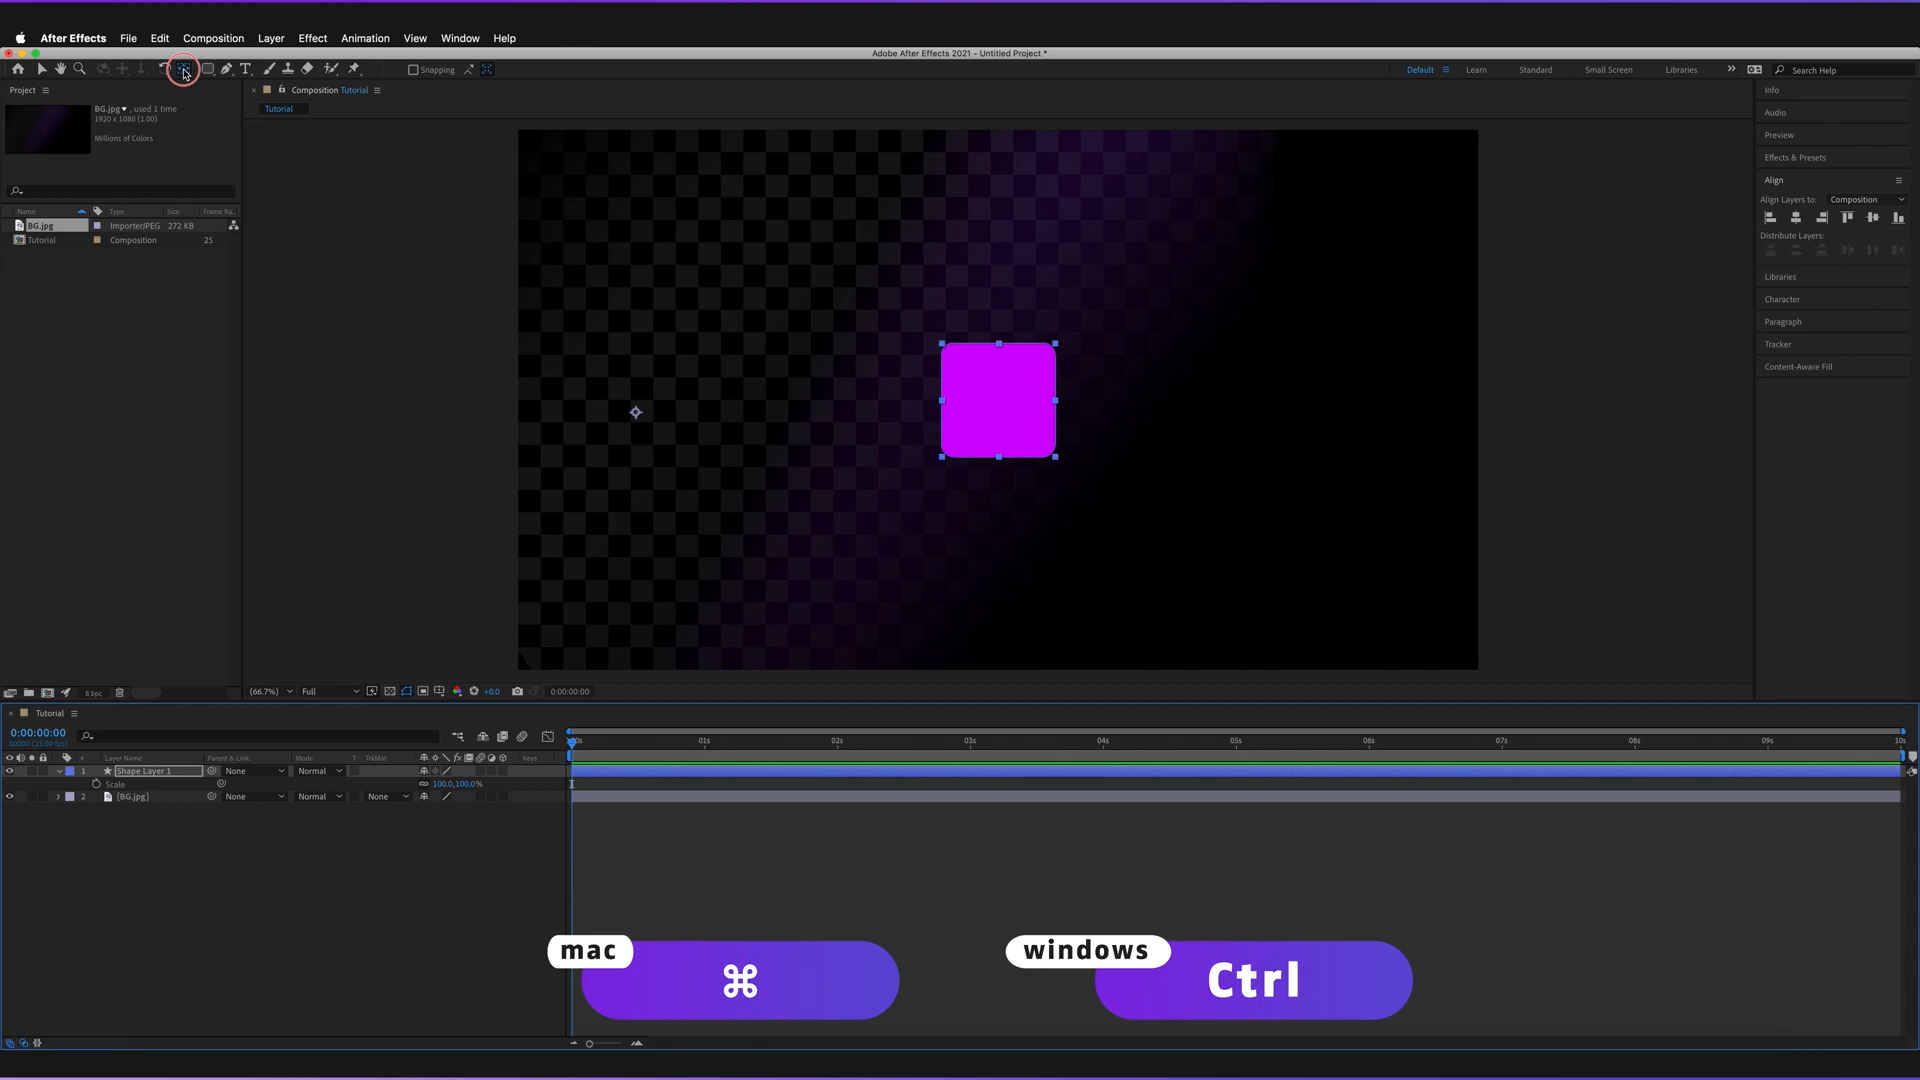 After Effects File Edit Composition Layer Effect Animation View Window Help
Adobe After Effects 2021 - Untitled Project *
Snapping
Default Learn Standard Small Screen Libraries Search Help
Project
BG.jpg , used 1 time
1920 x 1080 (1.00)
Millions of Colors
Name Type Size Frame Ra..
BG.jpg ImporterJPEG 272 KB
Tutorial Composition 25
8 bpc
Composition Tutorial
Tutorial
(66.7%) Full +0.0 0:00:00:00
Info
Audio
Preview
Effects & Presets
Align
Align Layers to: Composition
Distribute Layers:
Libraries
Character
Paragraph
Tracker
Content-Aware Fill
Tutorial
0:00:00:00
00000 (25.00 fps)
# Layer Name Parent & Link Mode T TrkMat Keys
01s 02s 03s 04s 05s 06s 07s 08s 09s 10s
1 Shape Layer 1 None Normal
Scale 100.0,100.0%
2 [BG.jpg] None Normal None
mac
⌘
windows
Ctrl